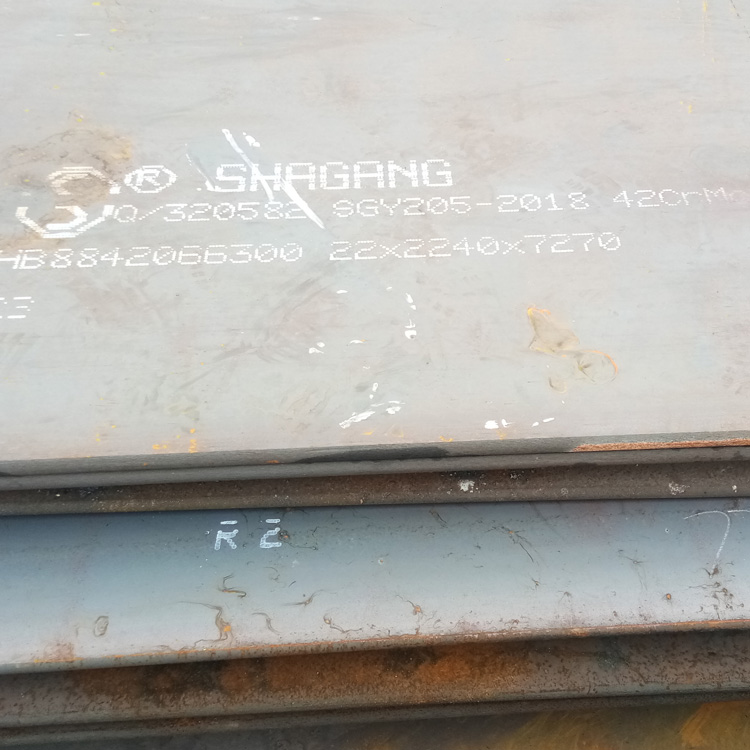 ® SHAGANG
Q/320582 SGY205-2018 42CrMo
HB8842066300 22x2240x7270
R2